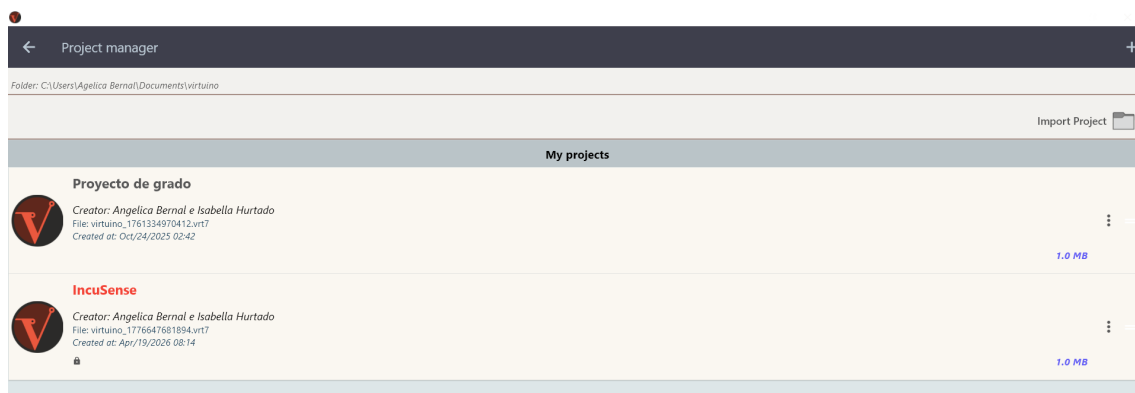 Project manager
Folder: C:\Users\Agelica Bernal\Documents\virtuino
Import Project
My projects
Proyecto de grado
Creator: Angelica Bernal e Isabella Hurtado
File: virtuino_1761334970412.vrt7
Created at: Oct/24/2025 02:42
1.0 MB
IncuSense
Creator: Angelica Bernal e Isabella Hurtado
File: virtuino_1776647681894.vrt7
Created at: Apr/19/2026 08:14
1.0 MB